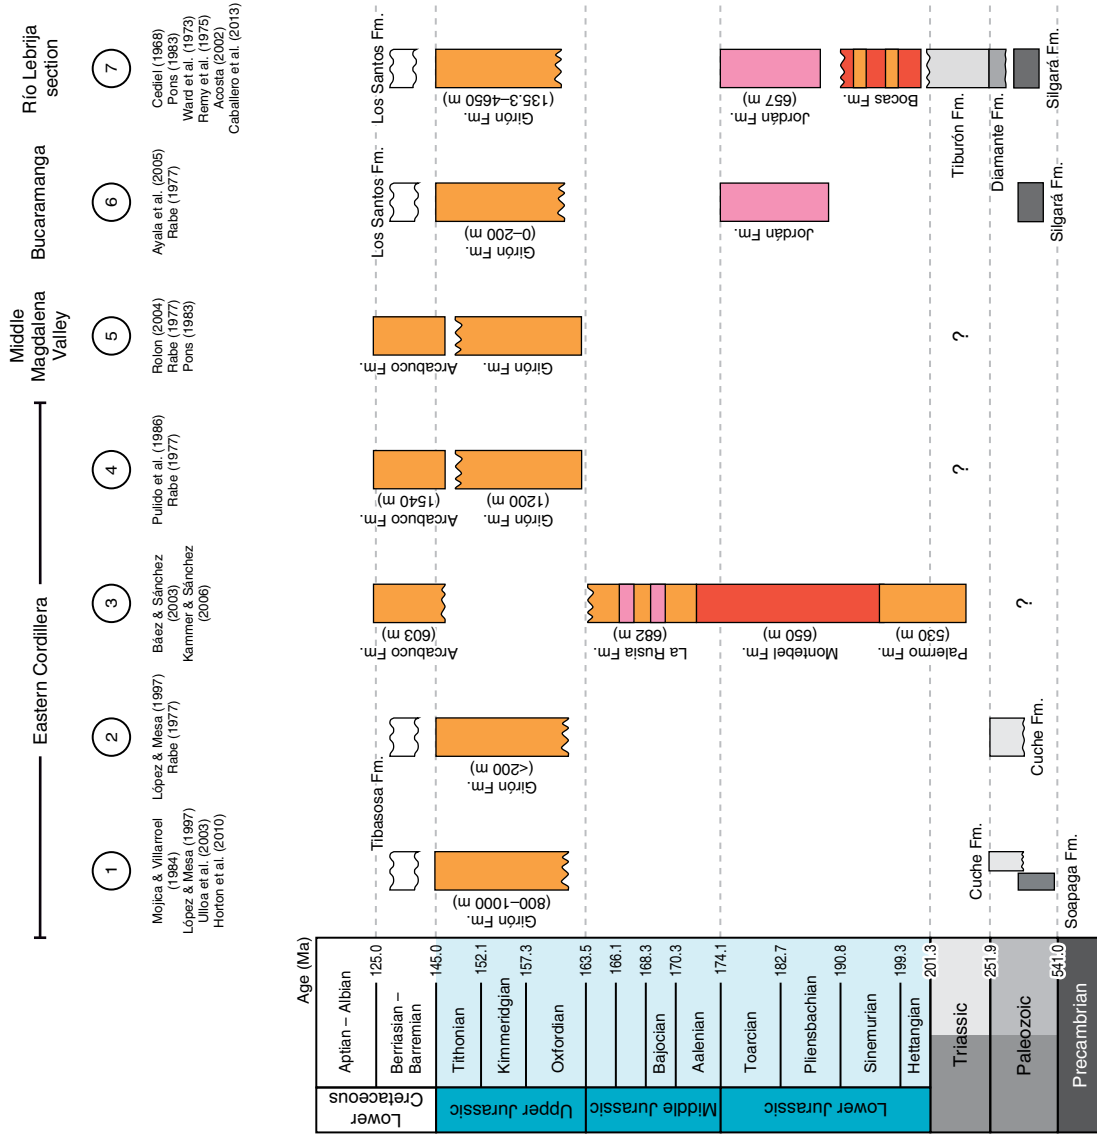 Eastern Cordillera
Middle
Magdalena
Valley
Bucaramanga
Río Lebrija
section
1
2
3
4
5
6
7
Mojica & Villarroel
(1984)
López & Mesa (1997)
Ulloa et al. (2003)
Horton et al. (2010)
López & Mesa (1997)
Rabe (1977)
Báez & Sánchez
(2003)
Kammer & Sánchez
(2006)
Pulido et al. (1986)
Rabe (1977)
Rolon (2004)
Rabe (1977)
Pons (1983)
Ayala et al. (2005)
Rabe (1977)
Cediel (1968)
Pons (1983)
Ward et al. (1973)
Remy et al. (1975)
Acosta (2002)
Caballero et al. (2013)
Age (Ma)
Lower
Cretaceous
Upper Jurassic
Middle Jurassic
Lower Jurassic
Aptian – Albian
Berriasian –
Barremian
Tithonian
Kimmeridgian
Oxfordian
Bajocian
Aalenian
Toarcian
Pliensbachian
Sinemurian
Hettangian
Triassic
Paleozoic
Precambrian
125.0
145.0
152.1
157.3
163.5
166.1
168.3
170.3
174.1
182.7
190.8
199.3
201.3
251.9
541.0
Tibasosa Fm.
Girón Fm.
(800–1000 m)
Cuche Fm.
Soapaga Fm.
Girón Fm.
(<200 m)
Cuche Fm.
Arcabuco Fm.
(603 m)
La Rusia Fm.
(682 m)
Montebel Fm.
(650 m)
Palermo Fm.
(530 m)
?
Arcabuco Fm.
(1540 m)
Girón Fm.
(1200 m)
?
Arcabuco Fm.
Girón Fm.
?
Los Santos Fm.
Girón Fm.
(0–200 m)
Jordán Fm.
Silgará Fm.
Los Santos Fm.
Girón Fm.
(135.3–4650 m)
Jordán Fm.
(657 m)
Bocas Fm.
Tiburón Fm.
Diamante Fm.
Silgará Fm.